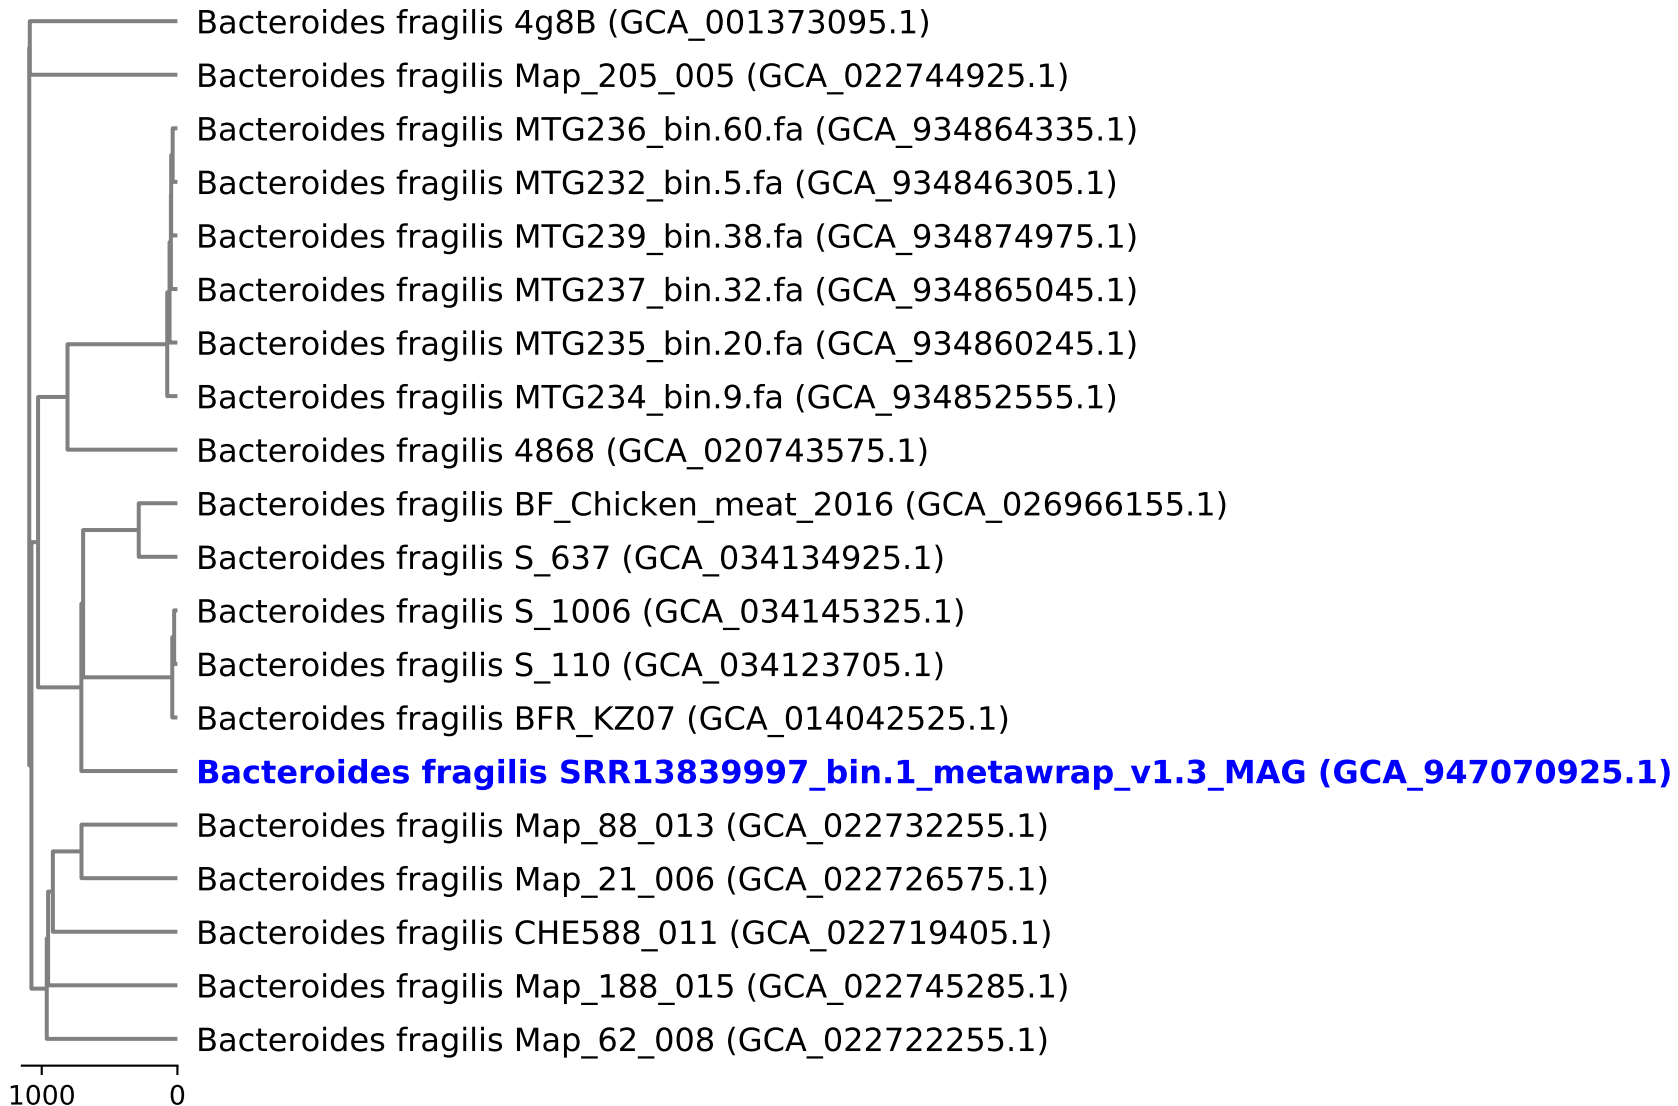 Bacteroides fragilis 4g8B (GCA_001373095.1)
Bacteroides fragilis Map_205_005 (GCA_022744925.1)
Bacteroides fragilis MTG236_bin.60.fa (GCA_934864335.1)
Bacteroides fragilis MTG232_bin.5.fa (GCA_934846305.1)
Bacteroides fragilis MTG239_bin.38.fa (GCA_934874975.1)
Bacteroides fragilis MTG237_bin.32.fa (GCA_934865045.1)
Bacteroides fragilis MTG235_bin.20.fa (GCA_934860245.1)
Bacteroides fragilis MTG234_bin.9.fa (GCA_934852555.1)
Bacteroides fragilis 4868 (GCA_020743575.1)
Bacteroides fragilis BF_Chicken_meat_2016 (GCA_026966155.1)
Bacteroides fragilis S_637 (GCA_034134925.1)
Bacteroides fragilis S_1006 (GCA_034145325.1)
Bacteroides fragilis S_110 (GCA_034123705.1)
Bacteroides fragilis BFR_KZ07 (GCA_014042525.1)
Bacteroides fragilis SRR13839997_bin.1_metawrap_v1.3_MAG (GCA_947070925.1)
Bacteroides fragilis Map_88_013 (GCA_022732255.1)
Bacteroides fragilis Map_21_006 (GCA_022726575.1)
Bacteroides fragilis CHE588_011 (GCA_022719405.1)
Bacteroides fragilis Map_188_015 (GCA_022745285.1)
Bacteroides fragilis Map_62_008 (GCA_022722255.1)
1000 0